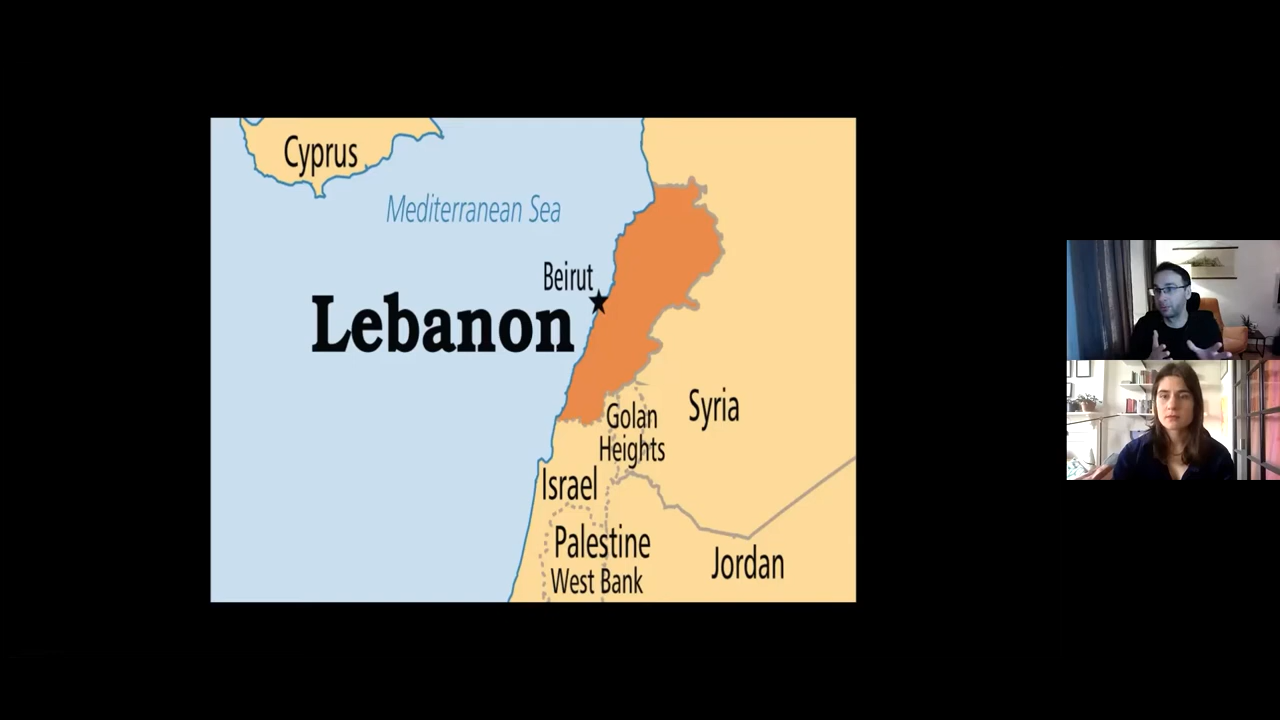 Cyprus
Mediterranean Sea
Beirut
Lebanon
Golan
Heights
Syria
Israel
Palestine
West Bank
Jordan